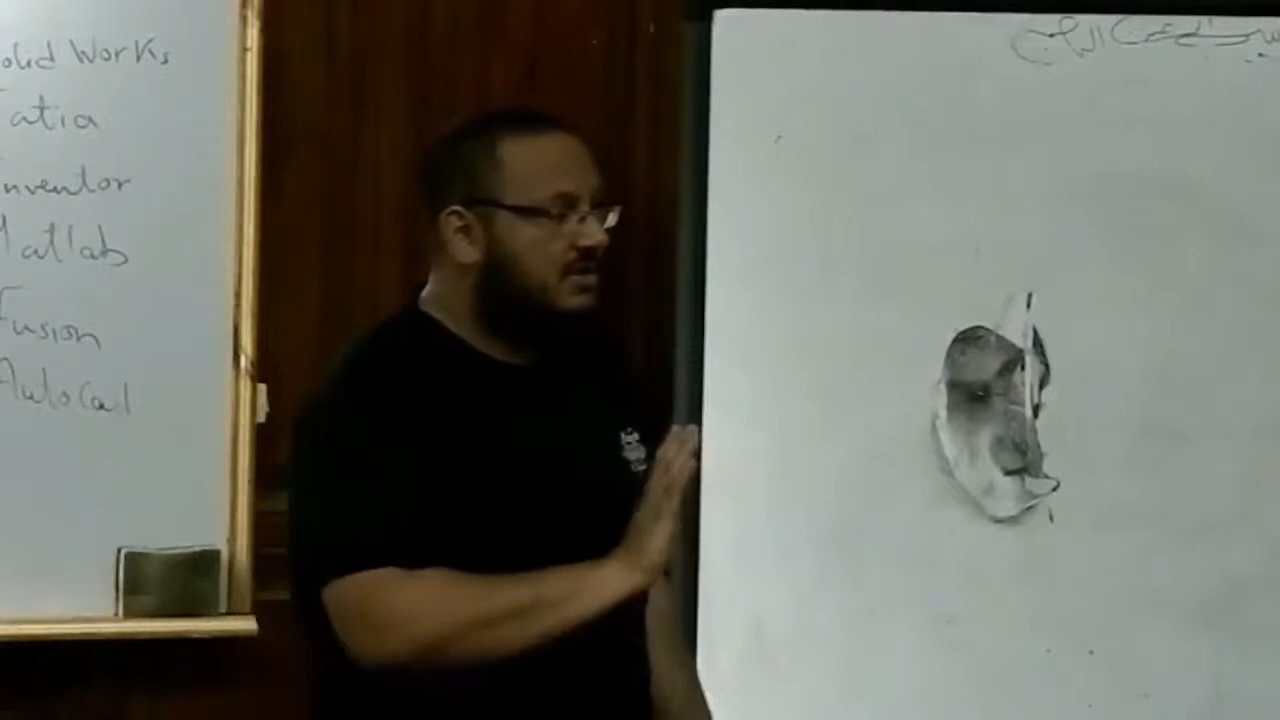 olid Works
atia
nventor
atlab
Fusion
AutoCad